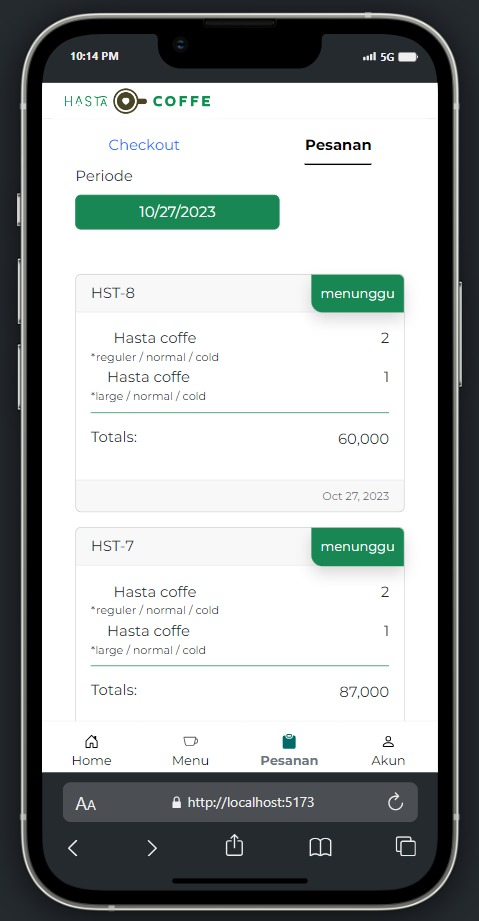 10:14 PM 5G
HASTA COFFE
Checkout Pesanan
Periode
10/27/2023
HST-8 menunggu
Hasta coffe 2
*reguler / normal / cold
Hasta coffe 1
*large / normal / cold
Totals: 60,000
Oct 27, 2023
HST-7 menunggu
Hasta coffe 2
*reguler / normal / cold
Hasta coffe 1
*large / normal / cold
Totals: 87,000
Home Menu Pesanan Akun
AA http://localhost:5173